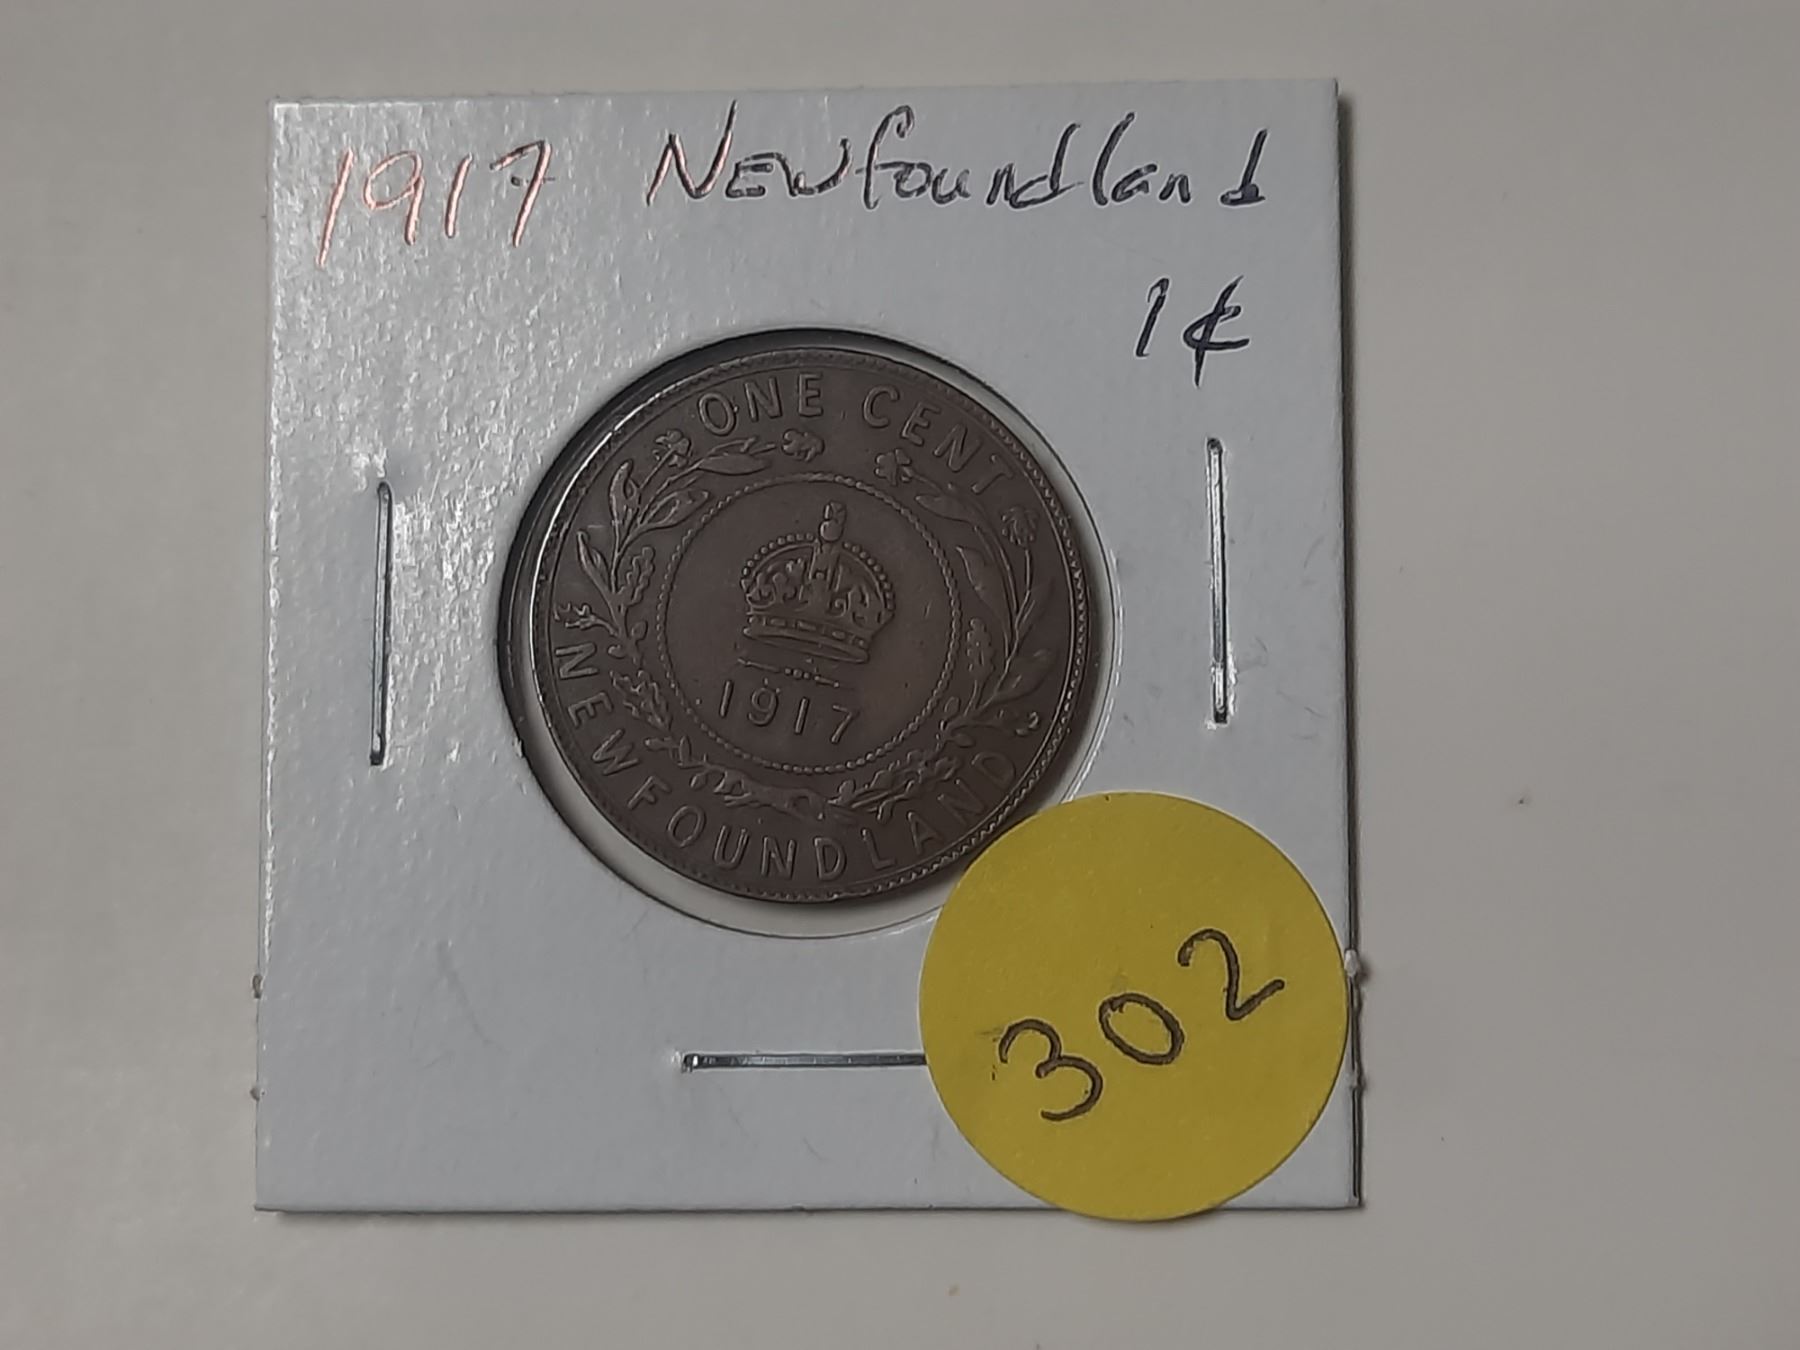 1917 Newfoundland
1¢
ONE CENT
1917
NEWFOUNDLAND
302